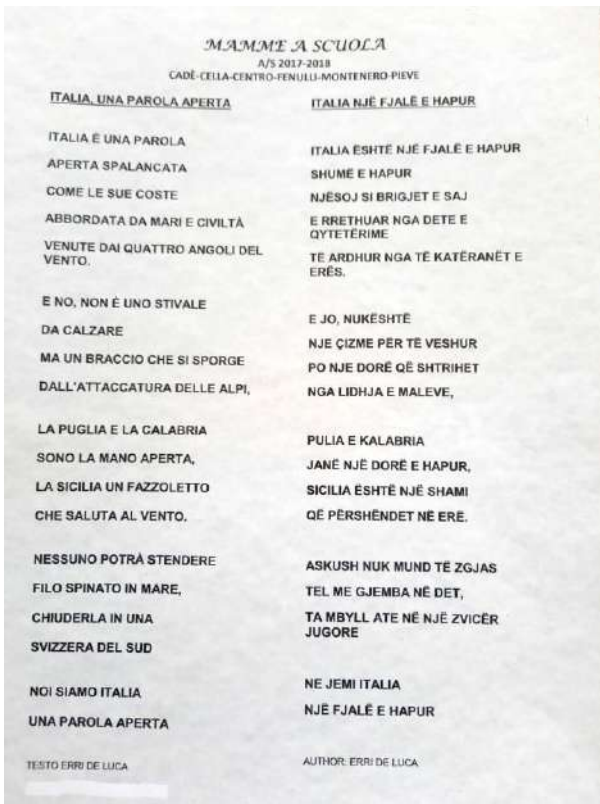 MAMME A SCUOLA
A/S 2017-2018
CADÈ-CELLA-CENTRO-FENULLI-MONTENERO-PIEVE
ITALIA, UNA PAROLA APERTA
ITALIA È UNA PAROLA
APERTA SPALANCATA
COME LE SUE COSTE
ABBORDATA DA MARI E CIVILTÀ
VENUTE DAI QUATTRO ANGOLI DEL
VENTO.
E NO, NON È UNO STIVALE
DA CALZARE
MA UN BRACCIO CHE SI SPORGE
DALL'ATTACCATURA DELLE ALPI,
LA PUGLIA E LA CALABRIA
SONO LA MANO APERTA,
LA SICILIA UN FAZZOLETTO
CHE SALUTA AL VENTO.
NESSUNO POTRÀ STENDERE
FILO SPINATO IN MARE,
CHIUDERLA IN UNA
SVIZZERA DEL SUD
NOI SIAMO ITALIA
UNA PAROLA APERTA
TESTO ERRI DE LUCA
ITALIA NJË FJALË E HAPUR
ITALIA ËSHTË NJË FJALË E HAPUR
SHUMË E HAPUR
NJËSOJ SI BRIGJET E SAJ
E RRETHUAR NGA DETE E
QYTETËRIME
TË ARDHUR NGA TË KATËRANËT E
ERËS.
E JO, NUKËSHTË
NJE ÇIZME PËR TË VESHUR
PO NJE DORË QË SHTRIHET
NGA LIDHJA E MALEVE,
PULIA E KALABRIA
JANË NJË DORË E HAPUR,
SICILIA ËSHTË NJË SHAMI
QË PËRSHËNDET NË ERË.
ASKUSH NUK MUND TË ZGJAS
TEL ME GJEMBA NË DET,
TA MBYLL ATE NË NJË ZVICËR
JUGORE
NE JEMI ITALIA
NJË FJALË E HAPUR
AUTHOR: ERRI DE LUCA